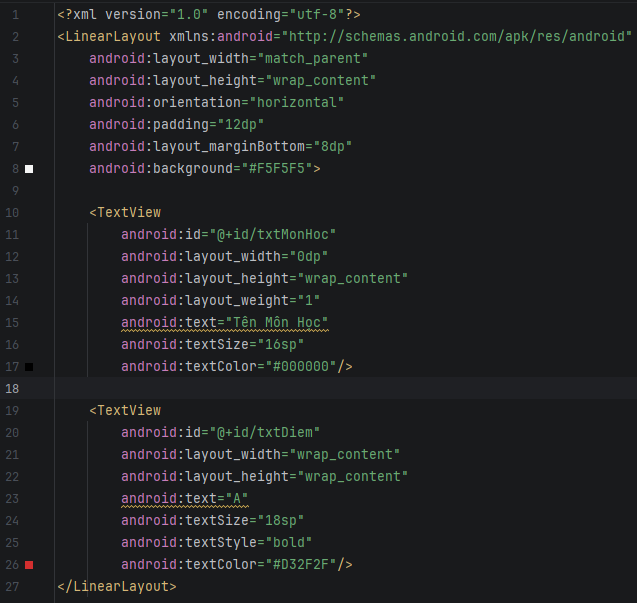 1 <?xml version="1.0" encoding="utf-8"?>
2 <LinearLayout xmlns:android="http://schemas.android.com/apk/res/android"
3 android:layout_width="match_parent"
4 android:layout_height="wrap_content"
5 android:orientation="horizontal"
6 android:padding="12dp"
7 android:layout_marginBottom="8dp"
8 android:background="#F5F5F5">
9
10 <TextView
11 android:id="@+id/txtMonHoc"
12 android:layout_width="0dp"
13 android:layout_height="wrap_content"
14 android:layout_weight="1"
15 android:text="Tên Môn Học"
16 android:textSize="16sp"
17 android:textColor="#000000"/>
18
19 <TextView
20 android:id="@+id/txtDiem"
21 android:layout_width="wrap_content"
22 android:layout_height="wrap_content"
23 android:text="A"
24 android:textSize="18sp"
25 android:textStyle="bold"
26 android:textColor="#D32F2F"/>
27 </LinearLayout>